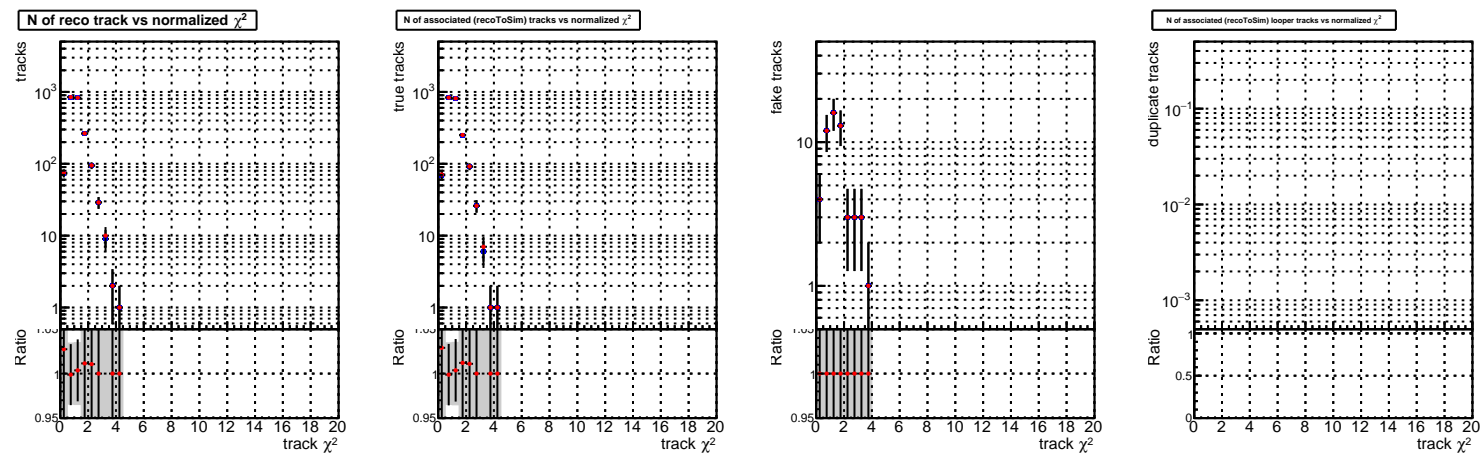 N of reco track vs normalized χ²
N of associated (recoToSim) tracks vs normalized χ²
N of associated (recoToSim) looper tracks vs normalized χ²
tracks
10³
10²
10
1
Ratio
1
0.95
0 2 4 6 8 10 12 14 16 18 20
track χ²
true tracks
10³
10²
10
1
Ratio
1
0.95
0 2 4 6 8 10 12 14 16 18 20
track χ²
fake tracks
10
1
Ratio
1
0.95
0 2 4 6 8 10 12 14 16 18 20
track χ²
duplicate tracks
10⁻¹
10⁻²
10⁻³
Ratio
1
0.5
0
0 2 4 6 8 10 12 14 16 18 20
track χ²